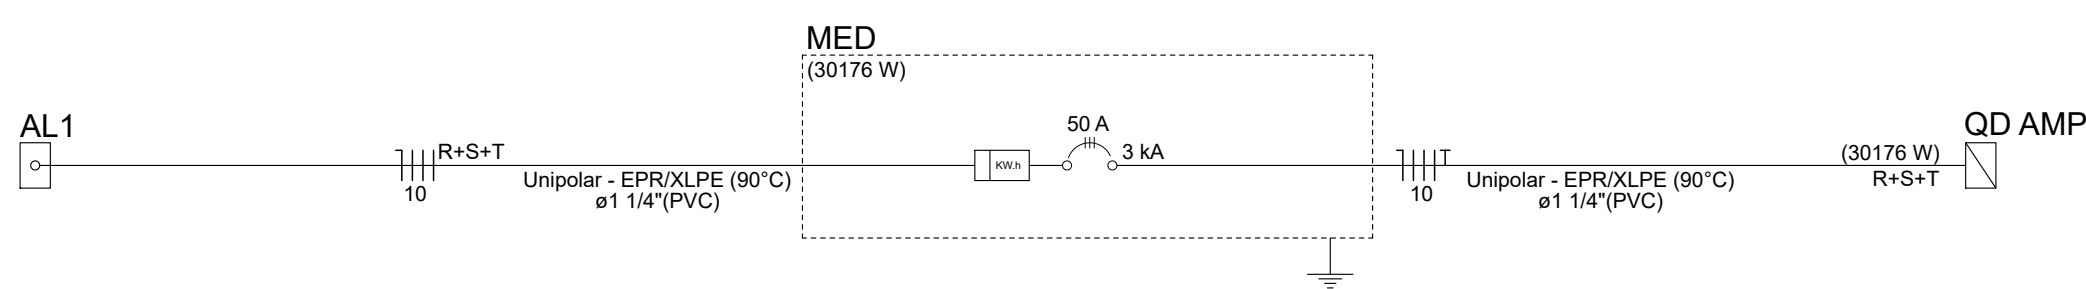 AL1
R+S+T
10
Unipolar - EPR/XLPE (90°C)
ø1 1/4"(PVC)
MED
(30176 W)
KW.h
50 A
3 kA
10
Unipolar - EPR/XLPE (90°C)
ø1 1/4"(PVC)
QD AMP
(30176 W)
R+S+T